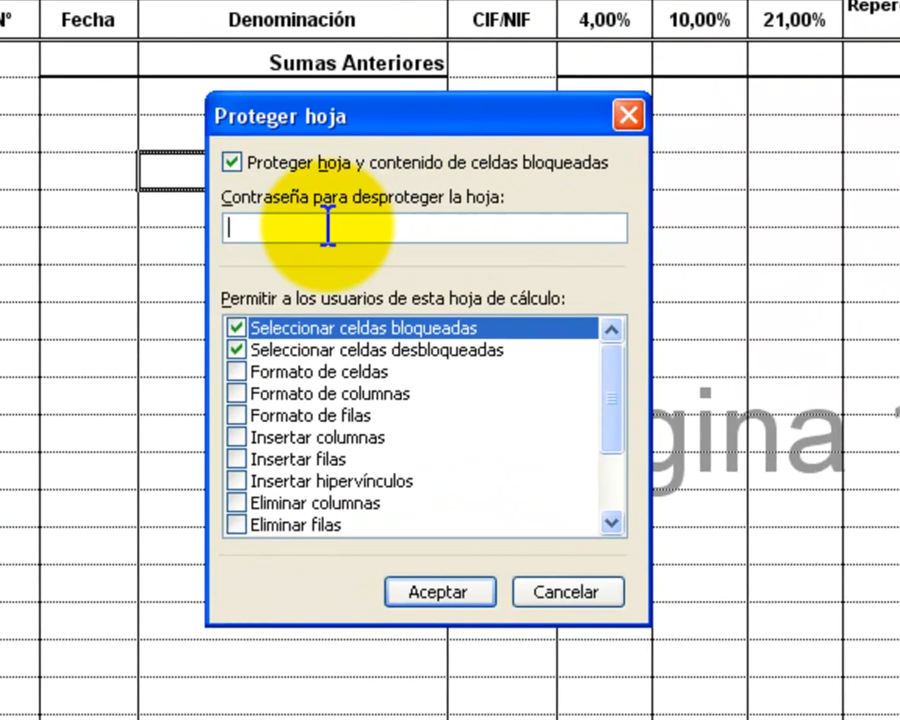 Nº Fecha Denominación CIF/NIF 4,00% 10,00% 21,00%
Sumas Anteriores
Proteger hoja
Proteger hoja y contenido de celdas bloqueadas
Contraseña para desproteger la hoja:
Permitir a los usuarios de esta hoja de cálculo:
Seleccionar celdas bloqueadas
Seleccionar celdas desbloqueadas
Formato de celdas
Formato de columnas
Formato de filas
Insertar columnas
Insertar filas
Insertar hipervínculos
Eliminar columnas
Eliminar filas
Aceptar Cancelar